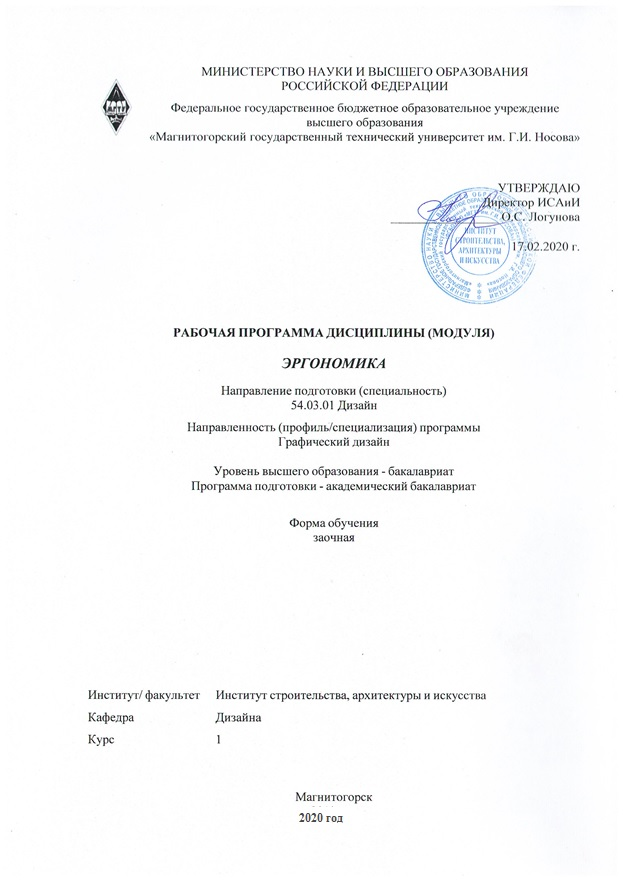 МИНИСТЕРСТВО НАУКИ И ВЫСШЕГО ОБРАЗОВАНИЯ
РОССИЙСКОЙ ФЕДЕРАЦИИ
Федеральное государственное бюджетное образовательное учреждение
высшего образования
«Магнитогорский государственный технический университет им. Г.И. Носова»
УТВЕРЖДАЮ
Директор ИСАиИ
О.С. Логунова
17.02.2020 г.
ИНСТИТУТ
СТРОИТЕЛЬСТВА,
АРХИТЕКТУРЫ
И ИСКУССТВА
РАБОЧАЯ ПРОГРАММА ДИСЦИПЛИНЫ (МОДУЛЯ)
ЭРГОНОМИКА
Направление подготовки (специальность)
54.03.01 Дизайн
Направленность (профиль/специализация) программы
Графический дизайн
Уровень высшего образования - бакалавриат
Программа подготовки - академический бакалавриат
Форма обучения
заочная
Институт/ факультет Институт строительства, архитектуры и искусства
Кафедра Дизайна
Курс 1
Магнитогорск
2020 год